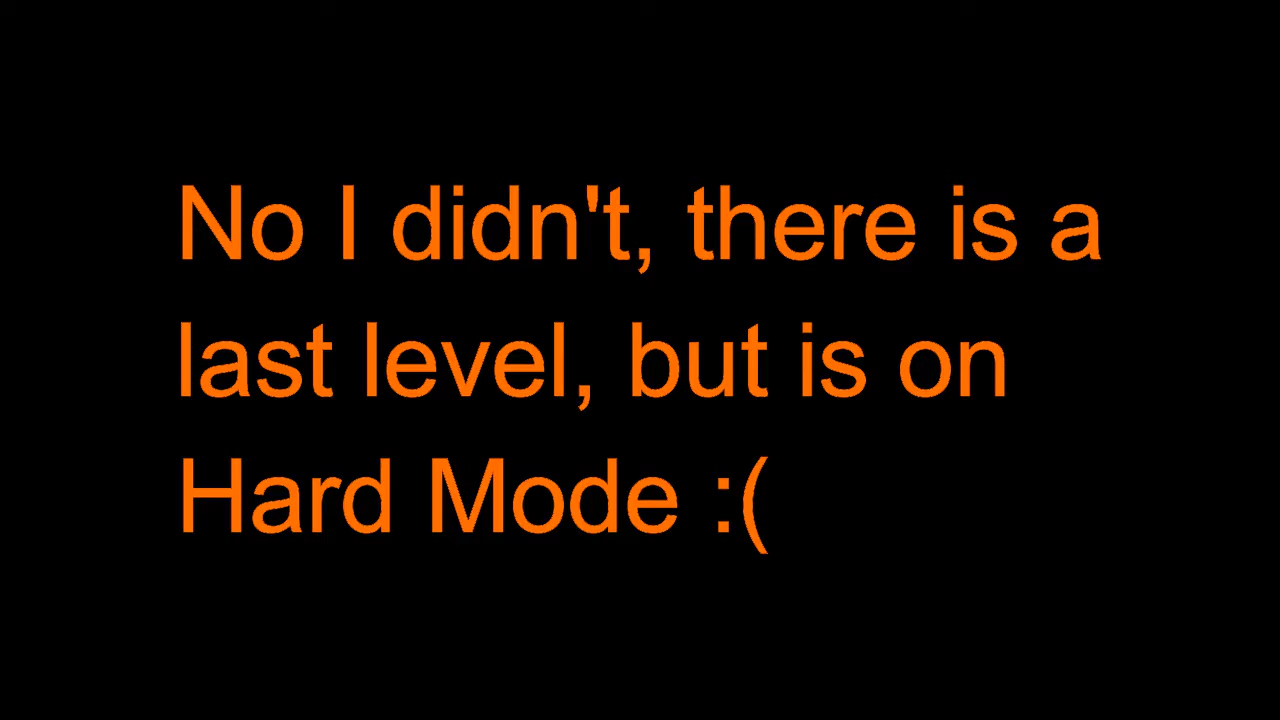 No I didn't, there is a
last level, but is on
Hard Mode :(